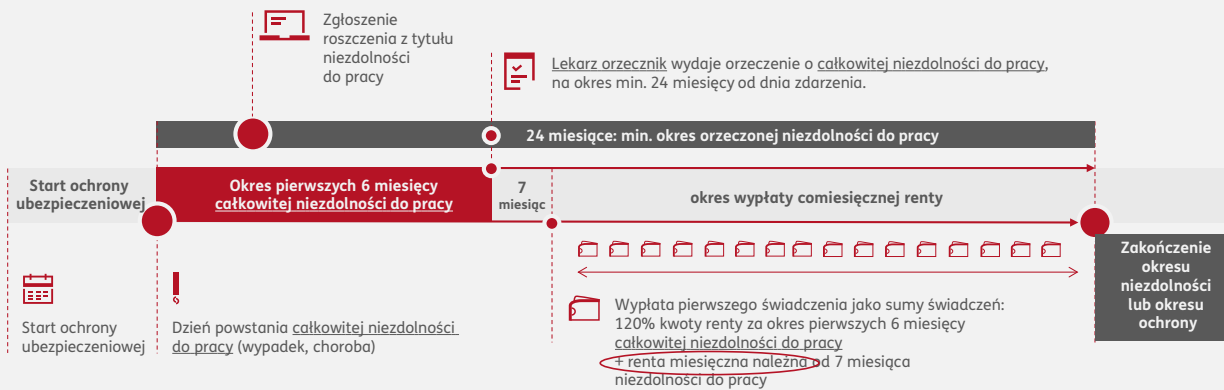 Zgłoszenie
roszczenia z tytułu
niezdolności
do pracy
Lekarz orzecznik wydaje orzeczenie o całkowitej niezdolności do pracy,
na okres min. 24 miesięcy od dnia zdarzenia.
24 miesiące: min. okres orzeczonej niezdolności do pracy
Start ochrony
ubezpieczeniowej
Okres pierwszych 6 miesięcy
całkowitej niezdolności do pracy
7
miesiąc
okres wypłaty comiesięcznej renty
Zakończenie
okresu
niezdolności
lub okresu
ochrony
Start ochrony
ubezpieczeniowej
Dzień powstania całkowitej niezdolności
do pracy (wypadek, choroba)
Wypłata pierwszego świadczenia jako sumy świadczeń:
120% kwoty renty za okres pierwszych 6 miesięcy
całkowitej niezdolności do pracy
+ renta miesięczna należna od 7 miesiąca
niezdolności do pracy